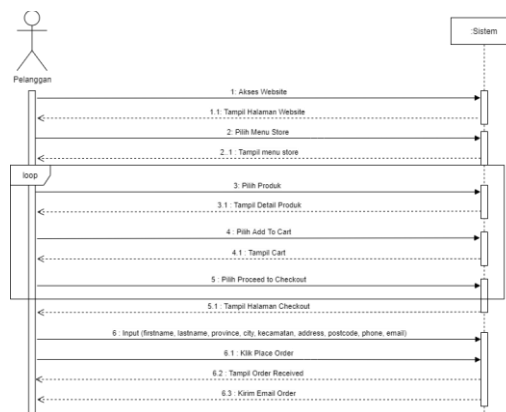 :Sistem
Pelanggan
1: Akses Website
1.1: Tampil Halaman Website
2: Pilih Menu Store
2..1 : Tampil menu store
loop
3: Pilih Produk
3.1 : Tampil Detail Produk
4 : Pilih Add To Cart
4.1 : Tampil Cart
5 : Pilih Proceed to Checkout
5.1 : Tampil Halaman Checkout
6 : Input (firstname, lastname, province, city, kecamatan, address, postcode, phone, email)
6.1 : Klik Place Order
6.2 : Tampil Order Received
6.3 : Kirim Email Order